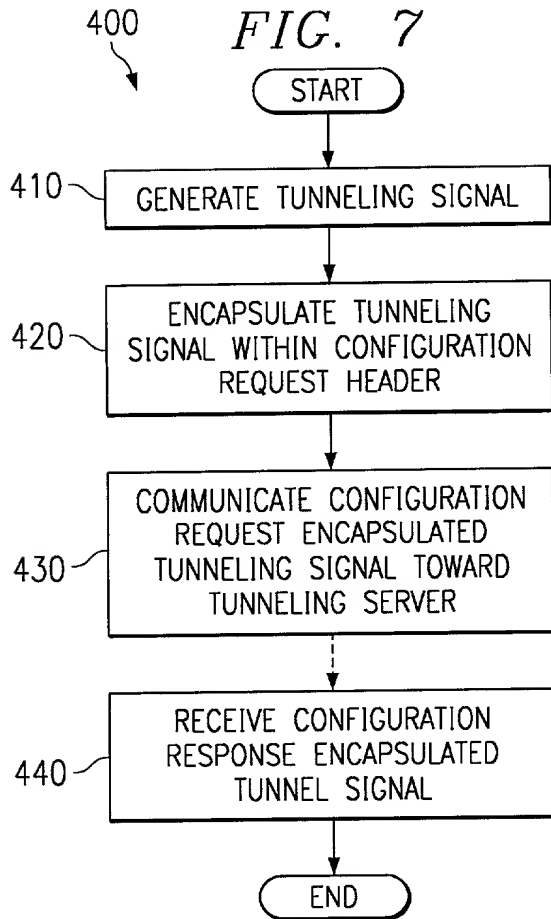 400
FIG. 7
START
410
GENERATE TUNNELING SIGNAL
420
ENCAPSULATE TUNNELING
SIGNAL WITHIN CONFIGURATION
REQUEST HEADER
430
COMMUNICATE CONFIGURATION
REQUEST ENCAPSULATED
TUNNELING SIGNAL TOWARD
TUNNELING SERVER
440
RECEIVE CONFIGURATION
RESPONSE ENCAPSULATED
TUNNEL SIGNAL
END